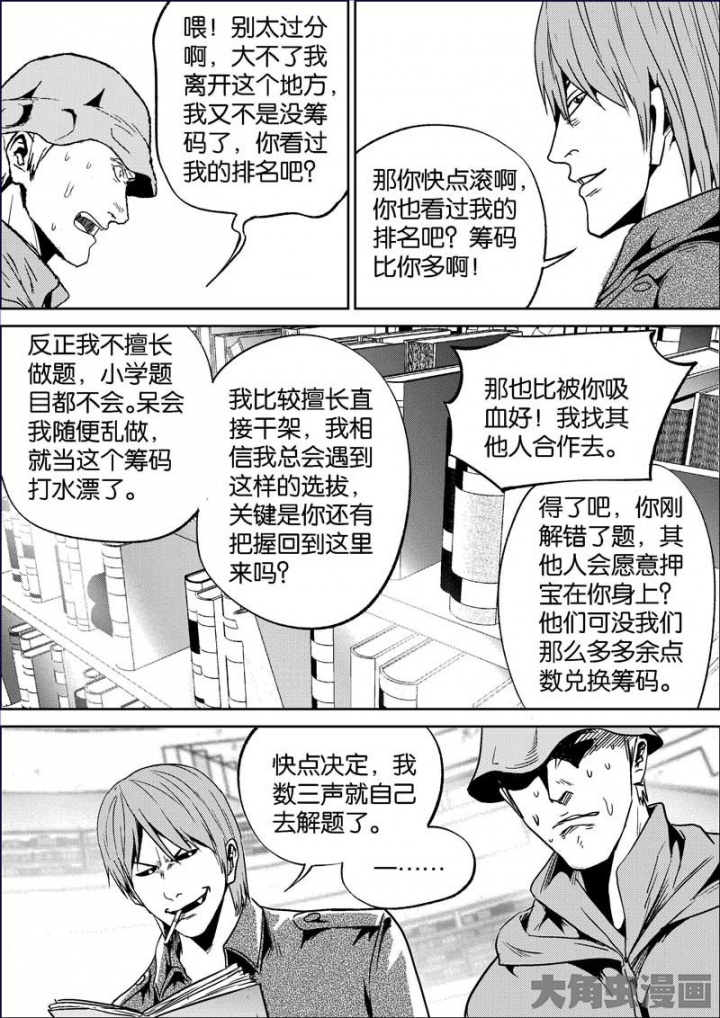 喂！别太过分
啊，大不了我
离开这个地方，
我又不是没筹
码了，你看过
我的排名吧？
那你快点滚啊，
你也看过我的
排名吧？筹码
比你多啊！
那也比被你吸
血好！我找其
他人合作去。
得了吧，你刚
解错了题，其
他人会愿意押
宝在你身上？
他们可没我们
那么多多余点
数兑换筹码。
反正我不擅长
做题，小学题
目都不会。呆会
我随便乱做，
就当这个筹码
打水漂了。
我比较擅长直
接干架，我相
信我总会遇到
这样的选拔，
关键是你还有
把握回到这里
来吗？
快点决定，我
数三声就自己
去解题了。
一……
大角虫漫画